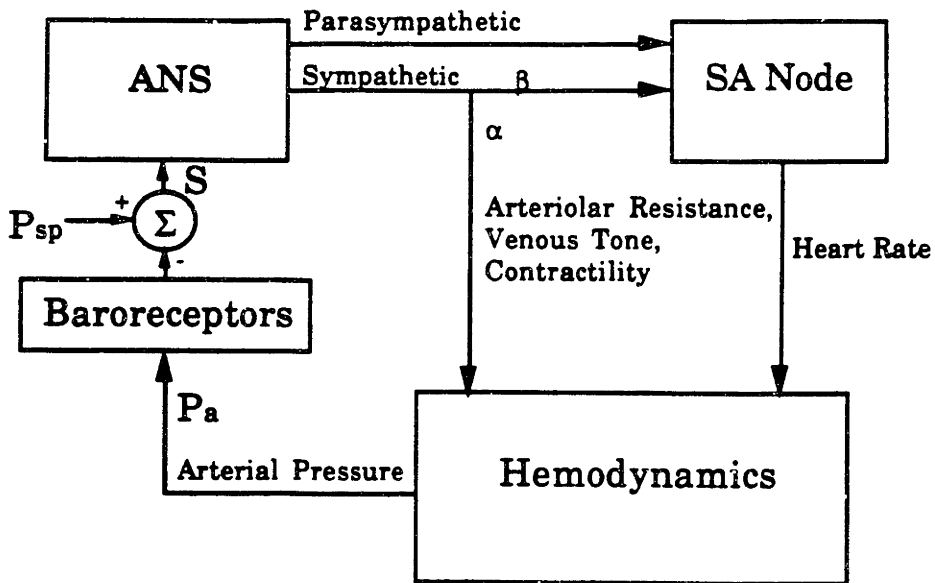 Parasympathetic
ANS
Sympathetic β
SA Node
α
S
+
Psp
Σ
-
Arteriolar Resistance,
Venous Tone,
Contractility
Heart Rate
Baroreceptors
Pa
Arterial Pressure
Hemodynamics